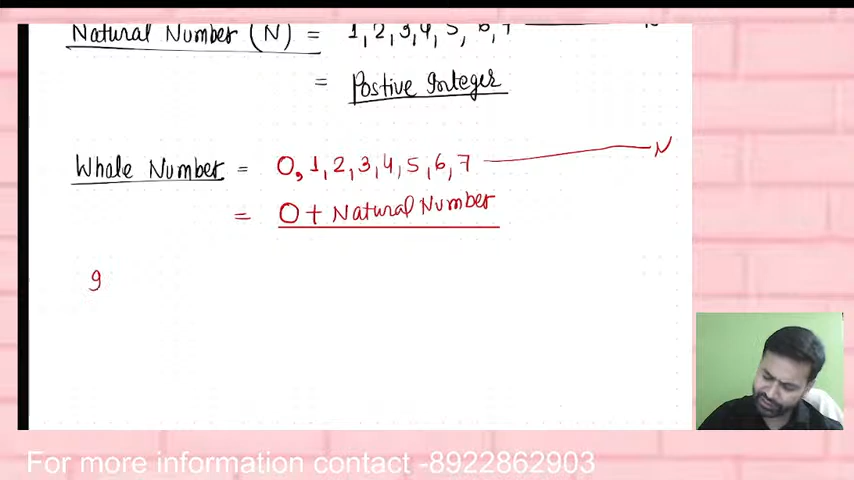 Natural Number (N) = 1, 2, 3, 4, 5, 6, 7
= Postive Integer
Whole Number = 0, 1, 2, 3, 4, 5, 6, 7 — N
= 0 + Natural Number
9
For more information contact -8922862903